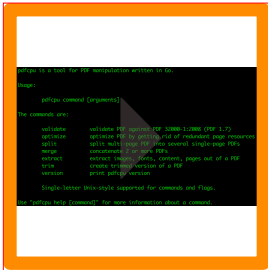 pdfcpu is a tool for PDF manipulation written in Go.
Usage:
pdfcpu command [arguments]
The commands are:
validate validate PDF against PDF 32000-1:2008 (PDF 1.7)
optimize optimize PDF by getting rid of redundant page resources
split split multi-page PDF into several single-page PDFs
merge concatenate 2 or more PDFs
extract extract images, fonts, content, pages out of a PDF
trim create trimmed version of a PDF
version print pdfcpu version
Single-letter Unix-style supported for commands and flags.
Use "pdfcpu help [command]" for more information about a command.